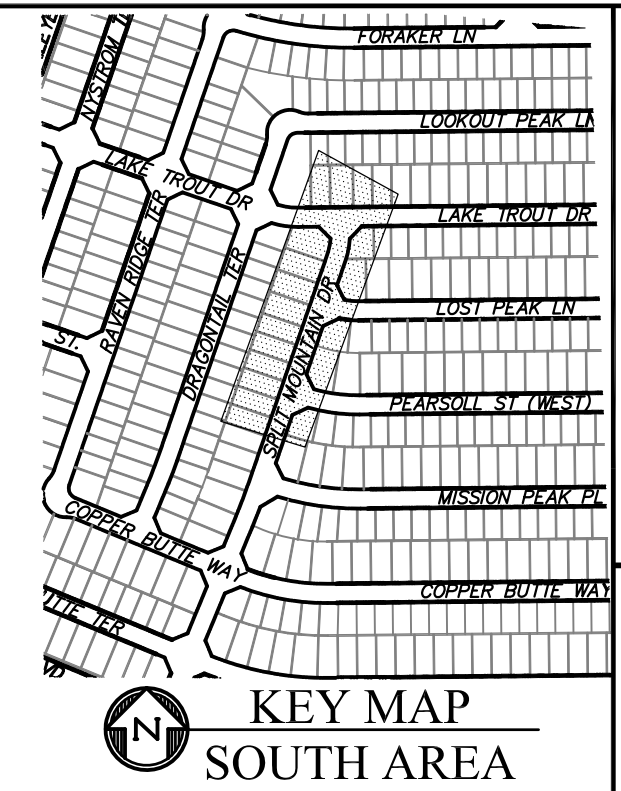 FORAKER LN
NYSTROM
LOOKOUT PEAK LN
LAKE TROUT DR
LAKE TROUT DR
RAVEN RIDGE TER
DRAGONTAIL TER
SPLIT MOUNTAIN DR
LOST PEAK LN
ST.
PEARSOLL ST (WEST)
MISSION PEAK PL
COPPER BUTTE WAY
COPPER BUTTE WAY
TER
N
KEY MAP
SOUTH AREA